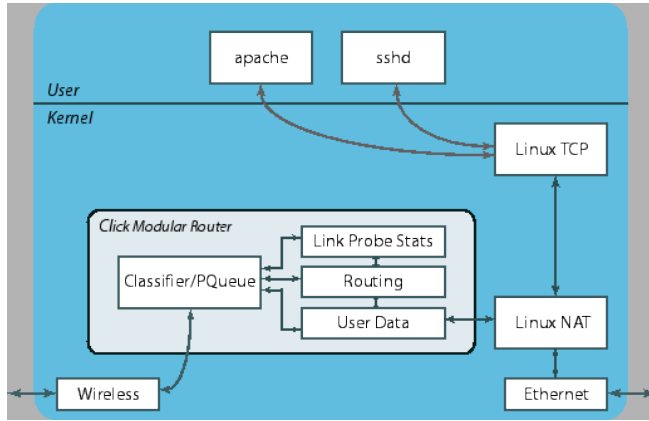 apache
sshd
User
Kernel
Linux TCP
Click Modular Router
Link Probe Stats
Classifier/PQueue
Routing
User Data
Linux NAT
Wireless
Ethernet